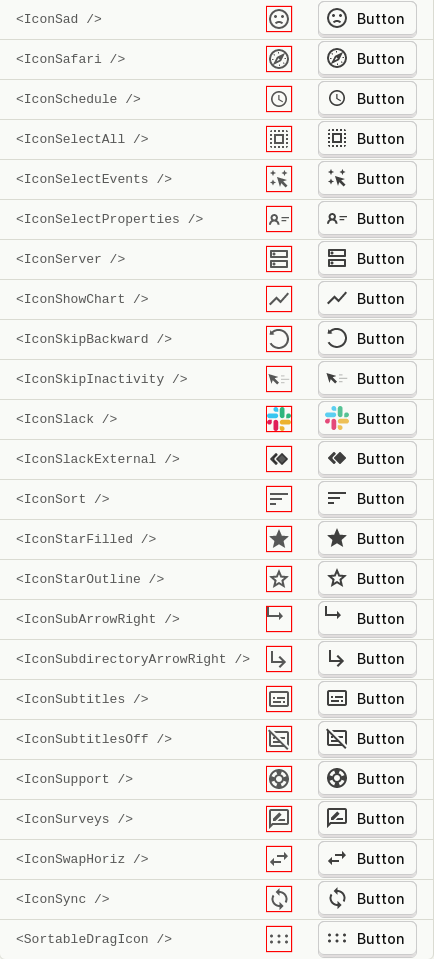 <IconSad /> Button
<IconSafari /> Button
<IconSchedule /> Button
<IconSelectAll /> Button
<IconSelectEvents /> Button
<IconSelectProperties /> Button
<IconServer /> Button
<IconShowChart /> Button
<IconSkipBackward /> Button
<IconSkipInactivity /> Button
<IconSlack /> Button
<IconSlackExternal /> Button
<IconSort /> Button
<IconStarFilled /> Button
<IconStarOutline /> Button
<IconSubArrowRight /> Button
<IconSubdirectoryArrowRight /> Button
<IconSubtitles /> Button
<IconSubtitlesOff /> Button
<IconSupport /> Button
<IconSurveys /> Button
<IconSwapHoriz /> Button
<IconSync /> Button
<SortableDragIcon /> Button